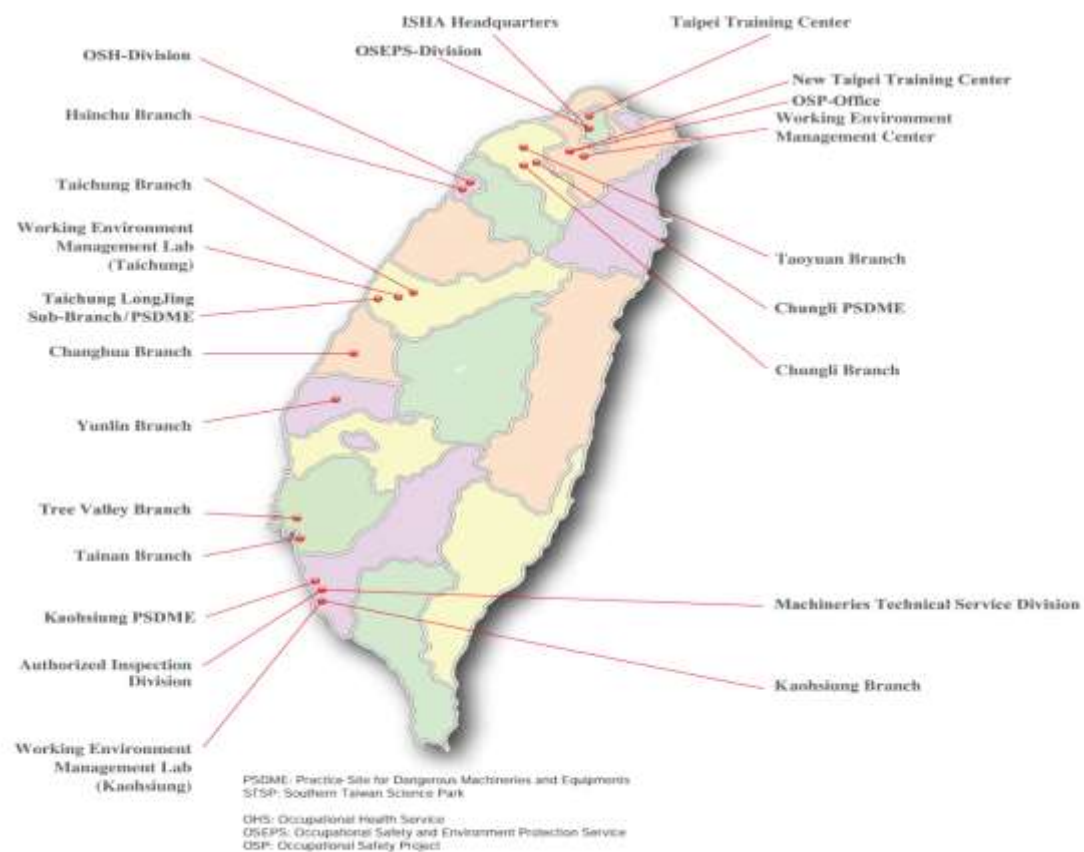 ISHA Headquarters
Taipei Training Center
OSEPS-Division
OSH-Division
New Taipei Training Center
OSP-Office
Working Environment
Management Center
Hsinchu Branch
Taichung Branch
Working Environment
Management Lab
(Taichung)
Taoyuan Branch
Taichung LongJing
Sub-Branch/PSDME
Chungli PSDME
Changhua Branch
Chungli Branch
Yunlin Branch
Tree Valley Branch
Tainan Branch
Kaohsiung PSDME
Machineries Technical Service Division
Authorized Inspection
Division
Kaohsiung Branch
Working Environment
Management Lab
(Kaohsiung)
PSDME: Practice Site for Dangerous Machineries and Equipments
STSP: Southern Taiwan Science Park
OHS: Occupational Health Service
OSEPS: Occupational Safety and Environment Protection Service
OSP: Occupational Safety Project